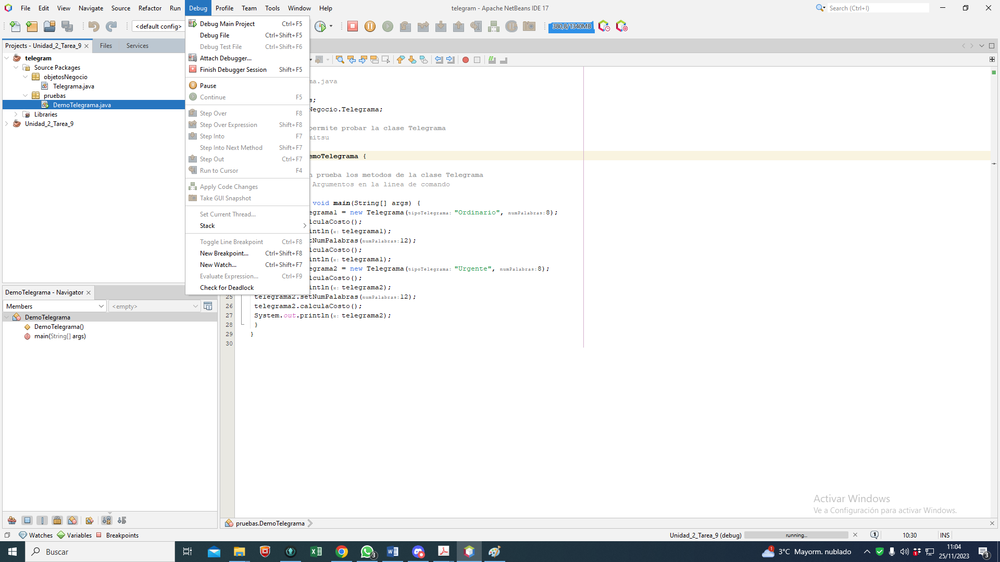 File Edit View Navigate Source Refactor Run Debug Profile Team Tools Window Help
telegram - Apache NetBeans IDE 17
Search (Ctrl+I)
<default config>
380,8/1340MB
Projects - Unidad_2_Tarea_9
Files
Services
telegram
Source Packages
objetosNegocio
Telegrama.java
pruebas
DemoTelegrama.java
Libraries
Unidad_2_Tarea_9
Debug Main Project Ctrl+F5
Debug File Ctrl+Shift+F5
Debug Test File Ctrl+Shift+F6
Attach Debugger...
Finish Debugger Session Shift+F5
Pause
Continue F5
Step Over F8
Step Over Expression Shift+F8
Step Into F7
Step Into Next Method Shift+F7
Step Out Ctrl+F7
Run to Cursor F4
Apply Code Changes
Take GUI Snapshot
Set Current Thread...
Stack
Toggle Line Breakpoint Ctrl+F8
New Breakpoint... Ctrl+Shift+F8
New Watch... Ctrl+Shift+F7
Evaluate Expression... Ctrl+F9
Check for Deadlock
ma.java
s;
Negocio.Telegrama;
permite probar la clase Telegrama
mitsu
emoTelegrama {
n prueba los metodos de la clase Telegrama
Argumentos en la linea de comando
void main(String[] args) {
egrama1 = new Telegrama(tipoTelegrama: "Ordinario", numPalabras:8);
lculaCosto();
intln(x: telegrama1);
tNumPalabras(numPalabras:12);
lculaCosto();
intln(x: telegrama1);
egrama2 = new Telegrama(tipoTelegrama: "Urgente", numPalabras:8);
lculaCosto();
intln(x: telegrama2);
25 telegrama2.setNumPalabras(numPalabras:12);
26 telegrama2.calculaCosto();
27 System.out.println(x: telegrama2);
28 }
29 }
30
DemoTelegrama - Navigator
Members
<empty>
DemoTelegrama
DemoTelegrama()
main(String[] args)
Activar Windows
Ve a Configuración para activar Windows.
pruebas.DemoTelegrama
Watches Variables Breakpoints
Unidad_2_Tarea_9 (debug) running... 1 10:30 INS
Buscar
3
1
3°C Mayorm. nublado
11:04
25/11/2023
3